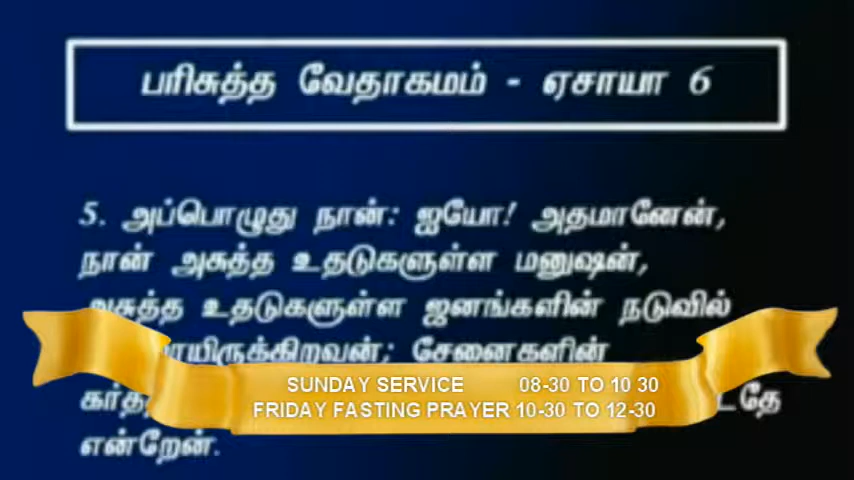 பரிசுத்த வேதாகமம் - ஏசாயா 6
5. அப்பொழுது நான்: ஐயோ! அதமானேன்,
நான் அசுத்த உதடுகளுள்ள மனுஷன்,
அசுத்த உதடுகளுள்ள ஜனங்களின் நடுவில்
சேனைகளின்
SUNDAY SERVICE 08-30 TO 10 30
FRIDAY FASTING PRAYER 10-30 TO 12-30
என்றேன்.